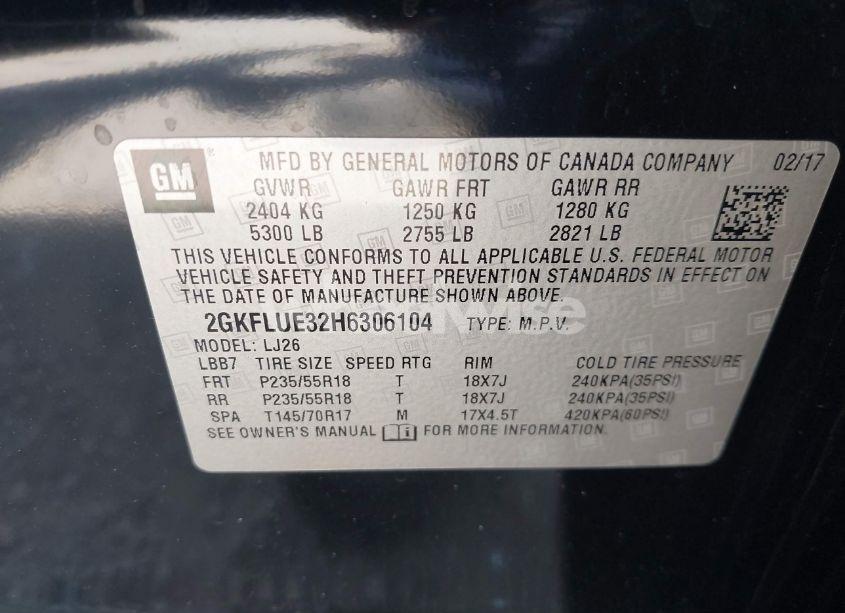 GM ® MFD BY GENERAL MOTORS OF CANADA COMPANY 02/17
GVWR GAWR FRT GAWR RR
2404 KG 1250 KG 1280 KG
5300 LB 2755 LB 2821 LB
THIS VEHICLE CONFORMS TO ALL APPLICABLE U.S. FEDERAL MOTOR
VEHICLE SAFETY AND THEFT PREVENTION STANDARDS IN EFFECT ON
THE DATE OF MANUFACTURE SHOWN ABOVE.
2GKFLUE32H6306104 TYPE: M.P.V.
MODEL: LJ26
LBB7 TIRE SIZE SPEED RTG RIM COLD TIRE PRESSURE
FRT P235/55R18 T 18X7J 240KPA(35PSI)
RR P235/55R18 T 18X7J 240KPA(35PSI)
SPA T145/70R17 M 17X4.5T 420KPA(60PSI)
SEE OWNER'S MANUAL FOR MORE INFORMATION.